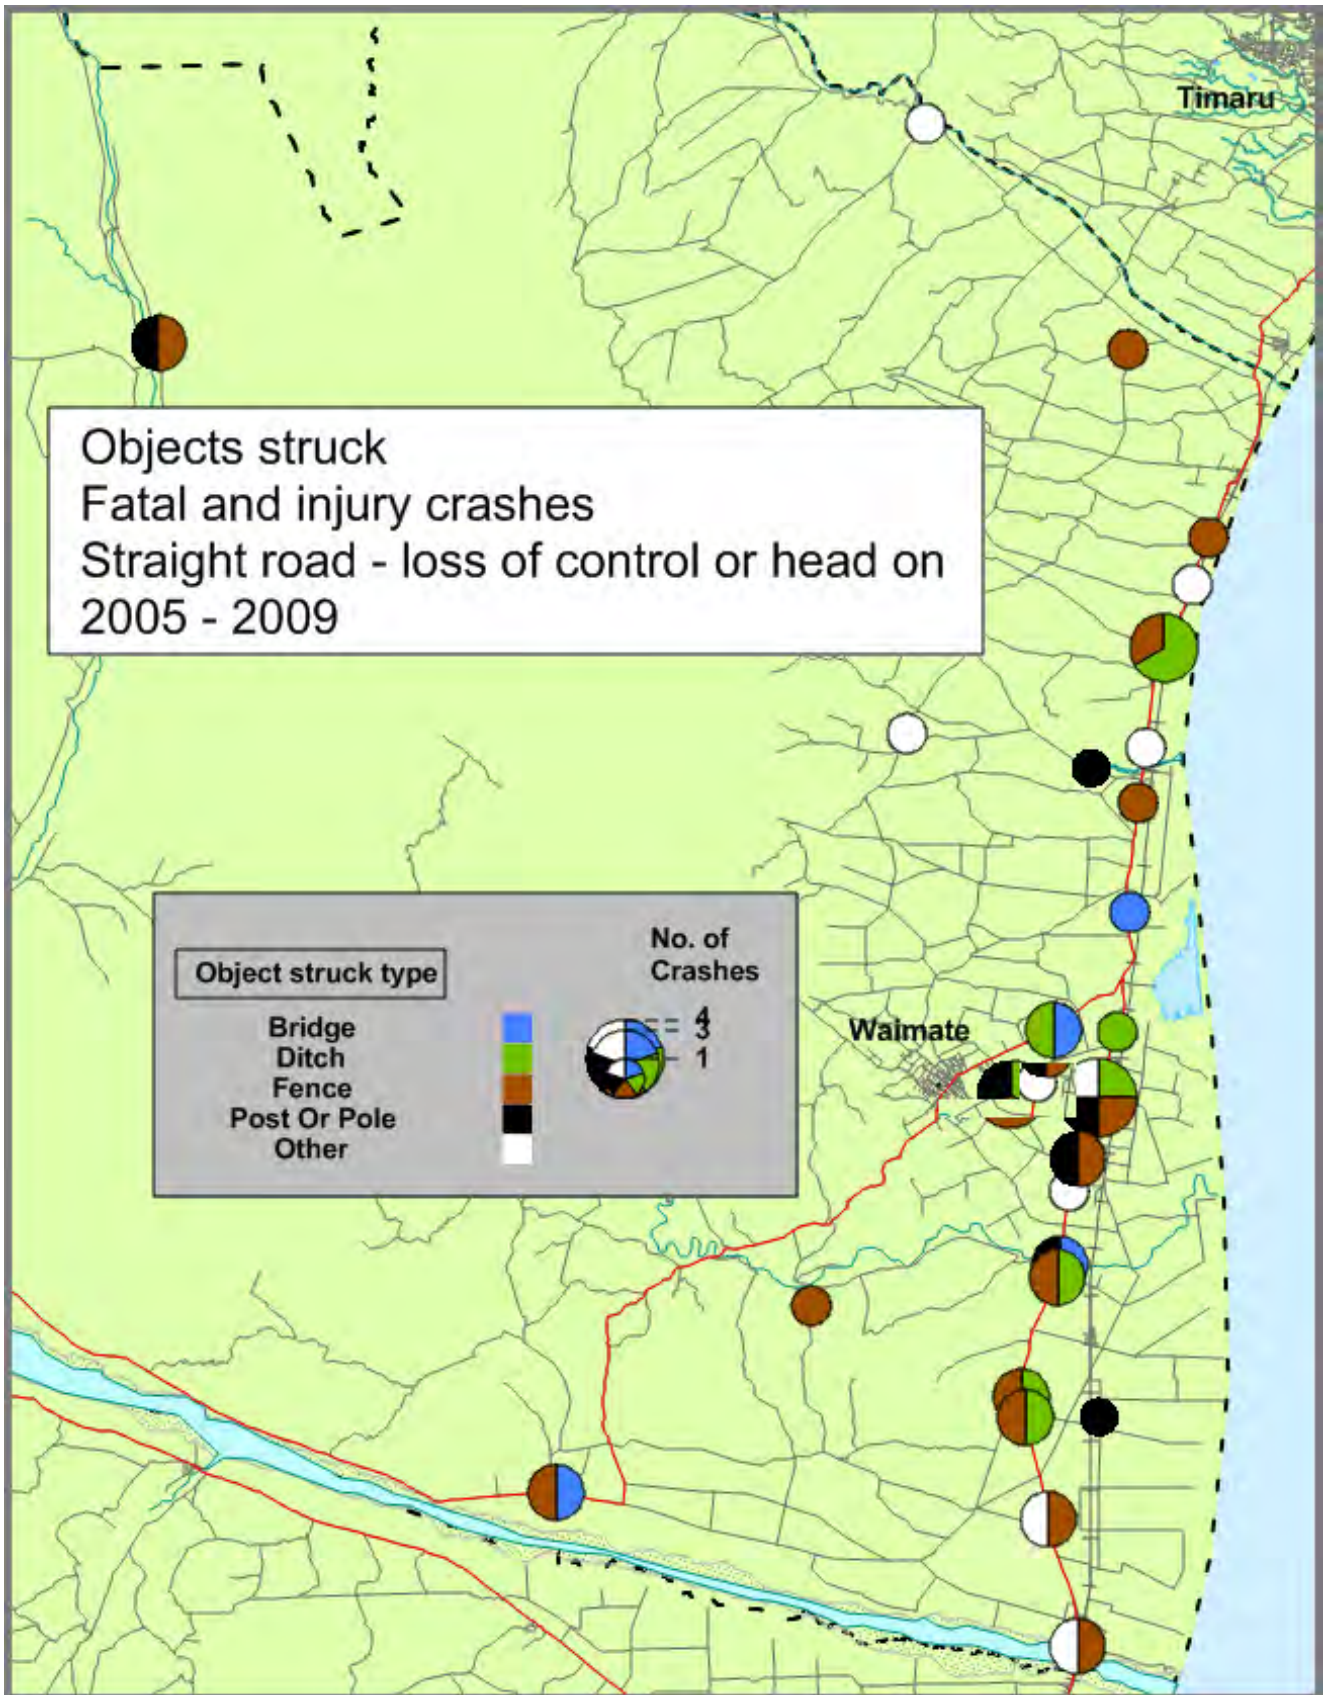 Timaru
Objects struck
Fatal and injury crashes
Straight road - loss of control or head on
2005 - 2009
No. of
Crashes
Object struck type
4
3
1
Bridge
Ditch
Fence
Post Or Pole
Other
Waimate